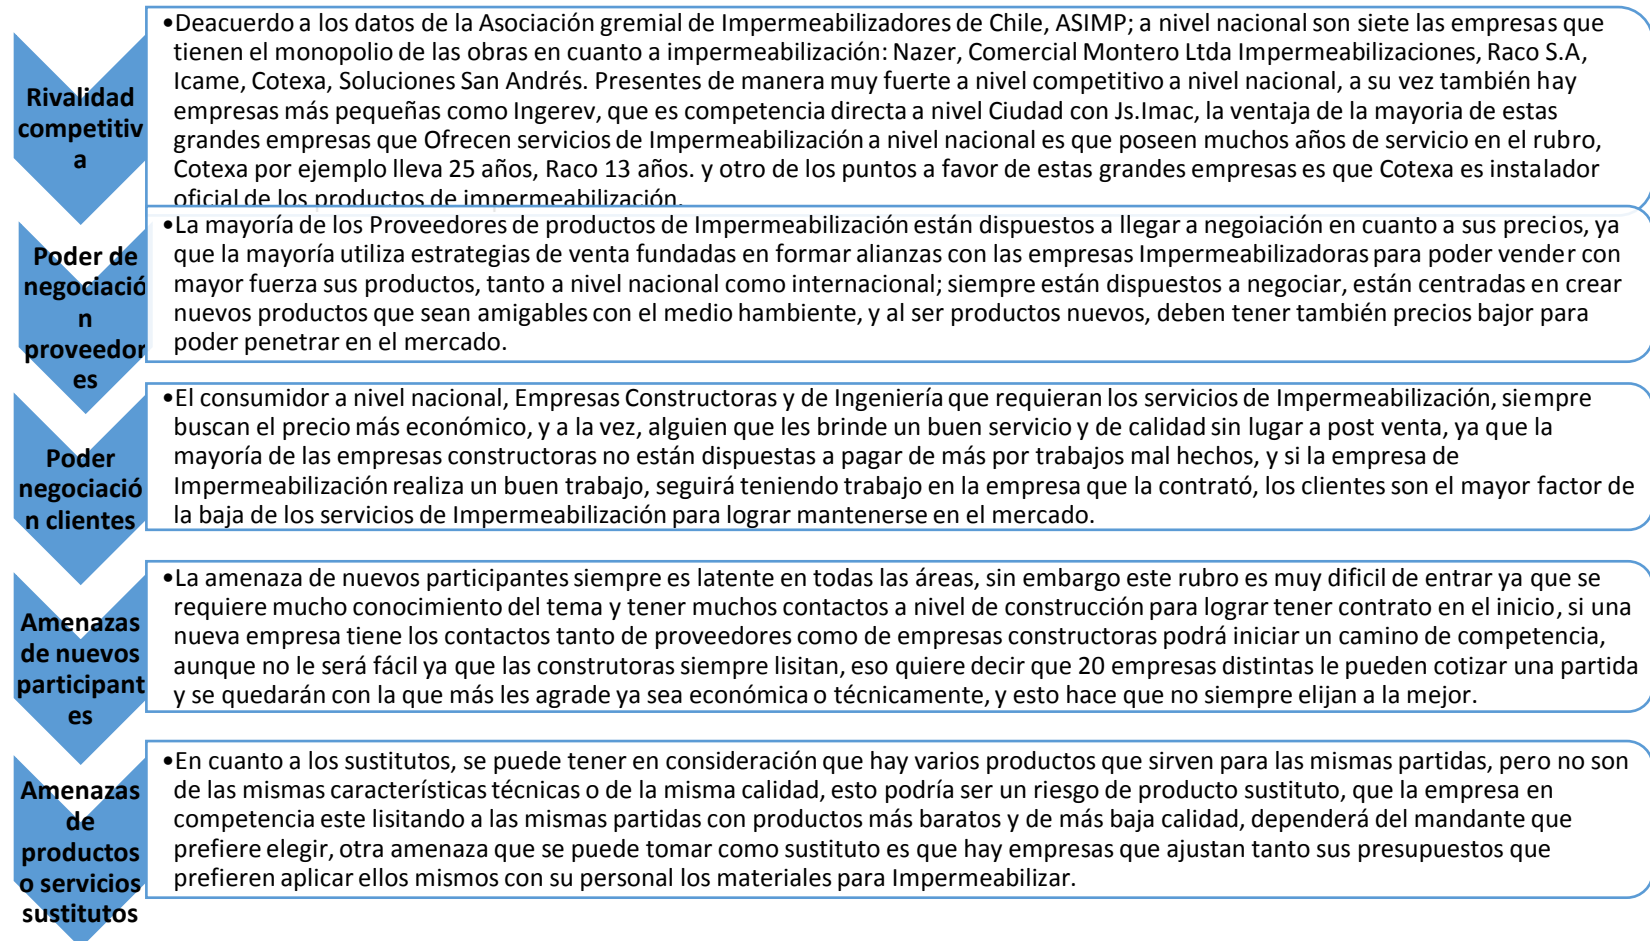 Rivalidad
competitiv
a
•Deacuerdo a los datos de la Asociación gremial de Impermeabilizadores de Chile, ASIMP; a nivel nacional son siete las empresas que
tienen el monopolio de las obras en cuanto a impermeabilización: Nazer, Comercial Montero Ltda Impermeabilizaciones, Raco S.A,
Icame, Cotexa, Soluciones San Andrés. Presentes de manera muy fuerte a nivel competitivo a nivel nacional, a su vez también hay
empresas más pequeñas como Ingerev, que es competencia directa a nivel Ciudad con Js.Imac, la ventaja de la mayoria de estas
grandes empresas que Ofrecen servicios de Impermeabilización a nivel nacional es que poseen muchos años de servicio en el rubro,
Cotexa por ejemplo lleva 25 años, Raco 13 años. y otro de los puntos a favor de estas grandes empresas es que Cotexa es instalador
oficial de los productos de impermeabilización.
Poder de
negociació
n
proveedor
es
•La mayoría de los Proveedores de productos de Impermeabilización están dispuestos a llegar a negoiación en cuanto a sus precios, ya
que la mayoría utiliza estrategias de venta fundadas en formar alianzas con las empresas Impermeabilizadoras para poder vender con
mayor fuerza sus productos, tanto a nivel nacional como internacional; siempre están dispuestos a negociar, están centradas en crear
nuevos productos que sean amigables con el medio hambiente, y al ser productos nuevos, deben tener también precios bajor para
poder penetrar en el mercado.
Poder
negociació
n clientes
•El consumidor a nivel nacional, Empresas Constructoras y de Ingeniería que requieran los servicios de Impermeabilización, siempre
buscan el precio más económico, y a la vez, alguien que les brinde un buen servicio y de calidad sin lugar a post venta, ya que la
mayoría de las empresas constructoras no están dispuestas a pagar de más por trabajos mal hechos, y si la empresa de
Impermeabilización realiza un buen trabajo, seguirá teniendo trabajo en la empresa que la contrató, los clientes son el mayor factor de
la baja de los servicios de Impermeabilización para lograr mantenerse en el mercado.
Amenazas
de nuevos
participant
es
•La amenaza de nuevos participantes siempre es latente en todas las áreas, sin embargo este rubro es muy dificil de entrar ya que se
requiere mucho conocimiento del tema y tener muchos contactos a nivel de construcción para lograr tener contrato en el inicio, si una
nueva empresa tiene los contactos tanto de proveedores como de empresas constructoras podrá iniciar un camino de competencia,
aunque no le será fácil ya que las construtoras siempre lisitan, eso quiere decir que 20 empresas distintas le pueden cotizar una partida
y se quedarán con la que más les agrade ya sea económica o técnicamente, y esto hace que no siempre elijan a la mejor.
Amenazas
de
productos
o servicios
sustitutos
•En cuanto a los sustitutos, se puede tener en consideración que hay varios productos que sirven para las mismas partidas, pero no son
de las mismas características técnicas o de la misma calidad, esto podría ser un riesgo de producto sustituto, que la empresa en
competencia este lisitando a las mismas partidas con productos más baratos y de más baja calidad, dependerá del mandante que
prefiere elegir, otra amenaza que se puede tomar como sustituto es que hay empresas que ajustan tanto sus presupuestos que
prefieren aplicar ellos mismos con su personal los materiales para Impermeabilizar.